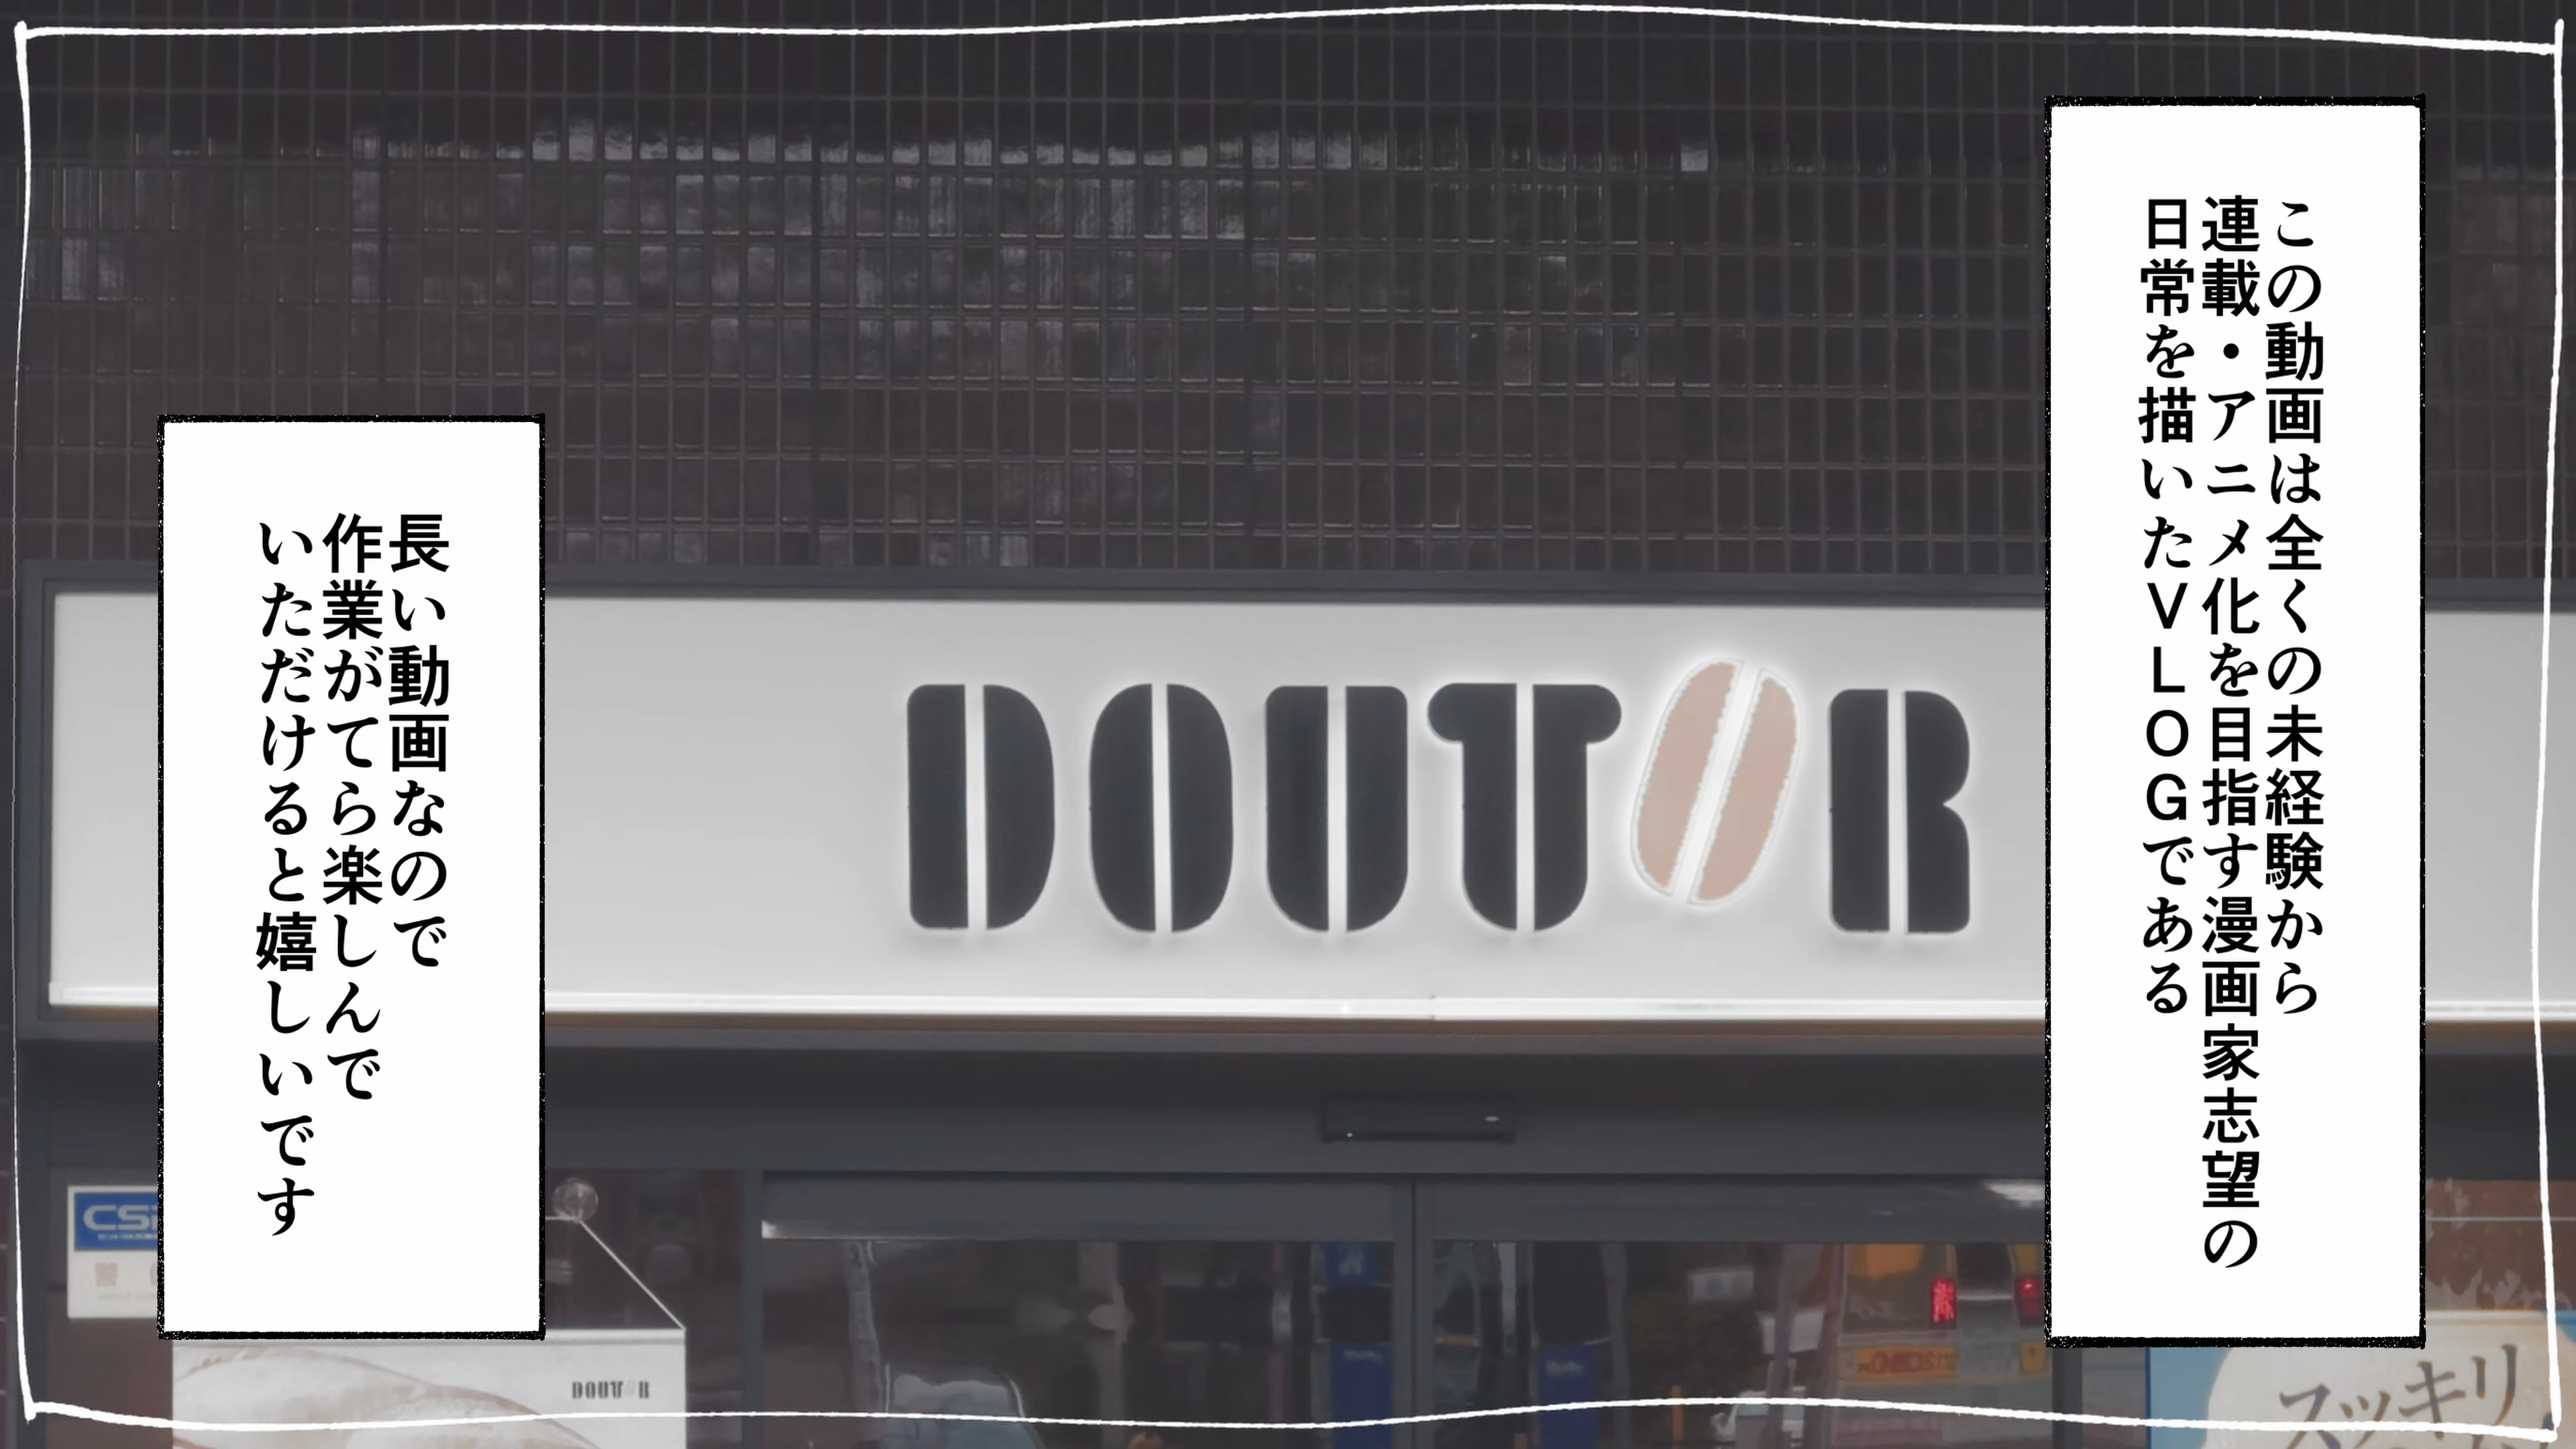 この動画は全くの未経験から
連載・アニメ化を目指す漫画家志望の
日常を描いたVLOGである
長い動画なので
作業がてら楽しんで
いただけると嬉しいです
DOUTOR
DOUTOR
スッキリ